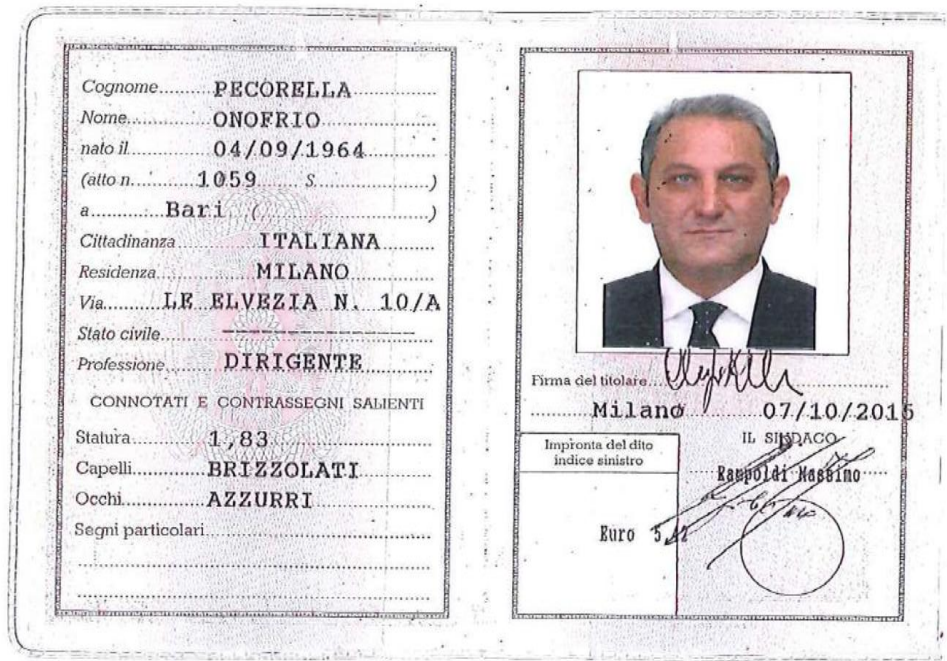 Cognome PECORELLA
Nome ONOFRIO
nato il 04/09/1964
(atto n. 1059 S. )
a Bari ( )
Cittadinanza ITALIANA
Residenza MILANO
Via LE ELVEZIA N. 10/A
Stato civile
Professione DIRIGENTE
CONNOTATI E CONTRASSEGNI SALIENTI
Statura 1,83
Capelli BRIZZOLATI
Occhi AZZURRI
Segni particolari
Firma del titolare
Milano 07/10/2015
IL SINDACO
Impronta del dito
indice sinistro
Rampoldi Massimo
Euro